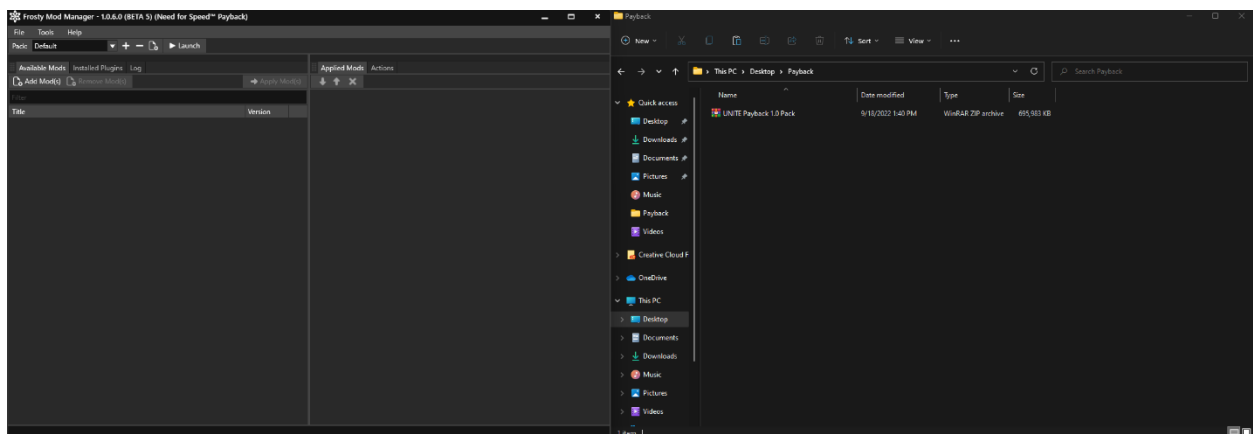 Frosty Mod Manager - 1.0.6.0 (BETA 5) (Need for Speed™ Payback)
File Tools Help
Pack: Default Launch
Available Mods Installed Plugins Log
Add Mod(s) Remove Mod(s) Apply Mod(s)
Filter
Title Version
Applied Mods Actions
Payback
New Sort View
This PC > Desktop > Payback
Search Payback
Name Date modified Type Size
UNITE Payback 1.0 Pack 9/18/2022 1:40 PM WinRAR ZIP archive 695,983 KB
Quick access
Desktop
Downloads
Documents
Pictures
Music
Payback
Videos
Creative Cloud F
OneDrive
This PC
Desktop
Documents
Downloads
Music
Pictures
Videos
1 item